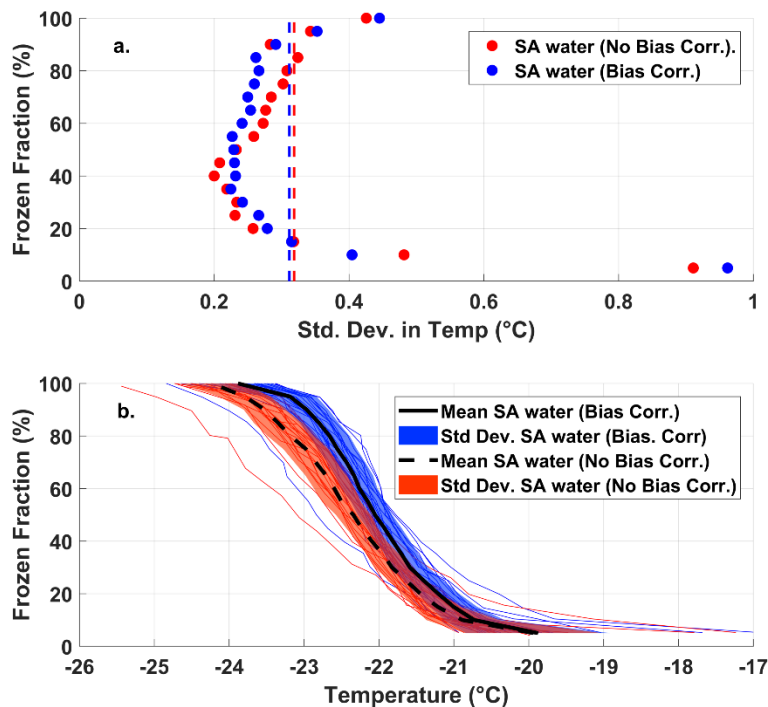 a.
100
80
60
40
20
0
Frozen Fraction (%)
SA water (No Bias Corr.).
SA water (Bias Corr.)
0 0.2 0.4 0.6 0.8 1
Std. Dev. in Temp (°C)
b.
100
80
60
40
20
0
Frozen Fraction (%)
Mean SA water (Bias Corr.)
Std Dev. SA water (Bias. Corr)
Mean SA water (No Bias Corr.)
Std Dev. SA water (No Bias Corr.)
-26 -25 -24 -23 -22 -21 -20 -19 -18 -17
Temperature (°C)